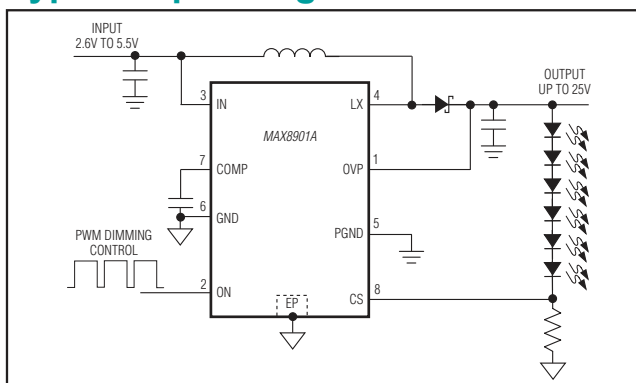 INPUT
2.6V TO 5.5V
OUTPUT
UP TO 25V
3
IN
LX
4
MAX8901A
7
COMP
OVP
1
6
GND
PGND
5
PWM DIMMING
CONTROL
2
ON
EP
CS
8